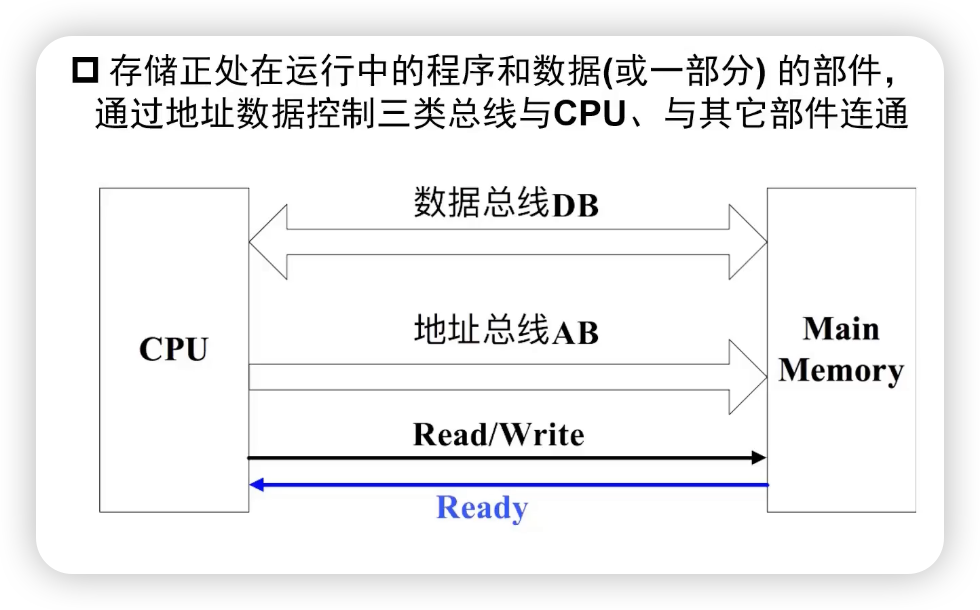 存储正处在运行中的程序和数据(或一部分) 的部件，
通过地址数据控制三类总线与CPU、与其它部件连通
数据总线DB
地址总线AB
CPU
Main
Memory
Read/Write
Ready